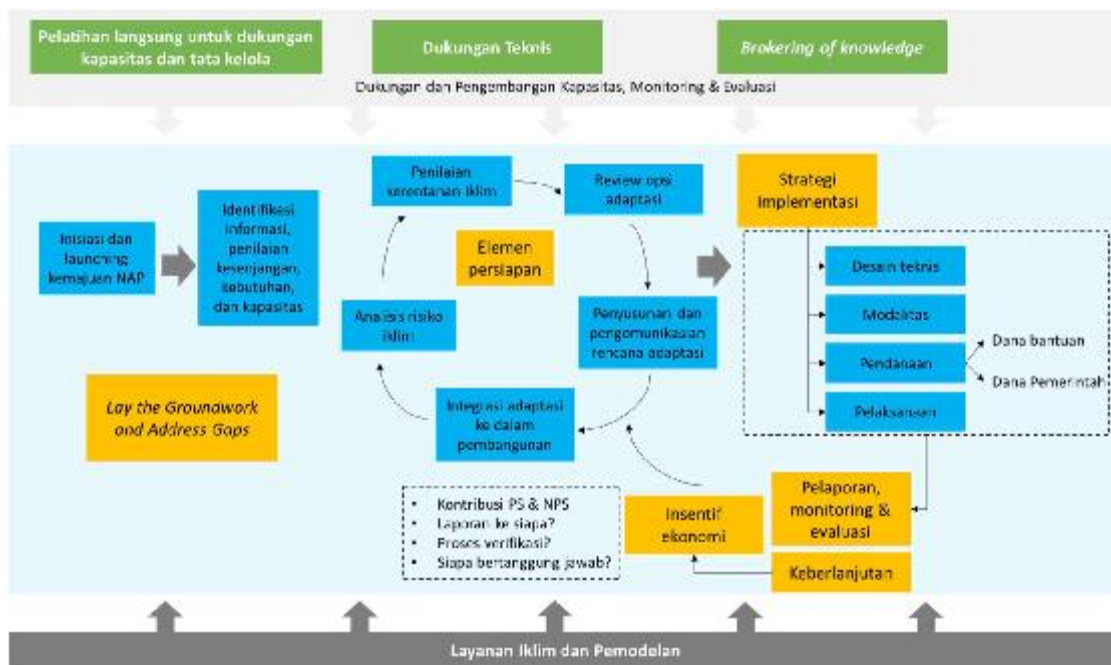 Pelatihan langsung untuk dukungan
kapasitas dan tata kelola
Dukungan Teknis
Brokering of knowledge
Dukungan dan Pengembangan Kapasitas, Monitoring & Evaluasi
Inisiasi dan
launching
kemajuan NAP
Identifikasi
informasi,
penilaian
kesenjangan,
kebutuhan,
dan kapasitas
Lay the Groundwork
and Address Gaps
Penilaian
kerentanan iklim
Review opsi
adaptasi
Elemen
persiapan
Analisis risiko
iklim
Penyusunan dan
pengomunikasian
rencana adaptasi
Integrasi adaptasi
ke dalam
pembangunan
Strategi
Implementasi
Desain teknis
Modalitas
Pendanaan
Dana bantuan
Dana Pemerintah
Pelaksanaan
• Kontribusi PS & NPS
• Laporan ke siapa?
• Proses verifikasi?
• Siapa bertanggung jawab?
Insentif
ekonomi
Pelaporan,
monitoring &
evaluasi
Keberlanjutan
Layanan Iklim dan Pemodelan